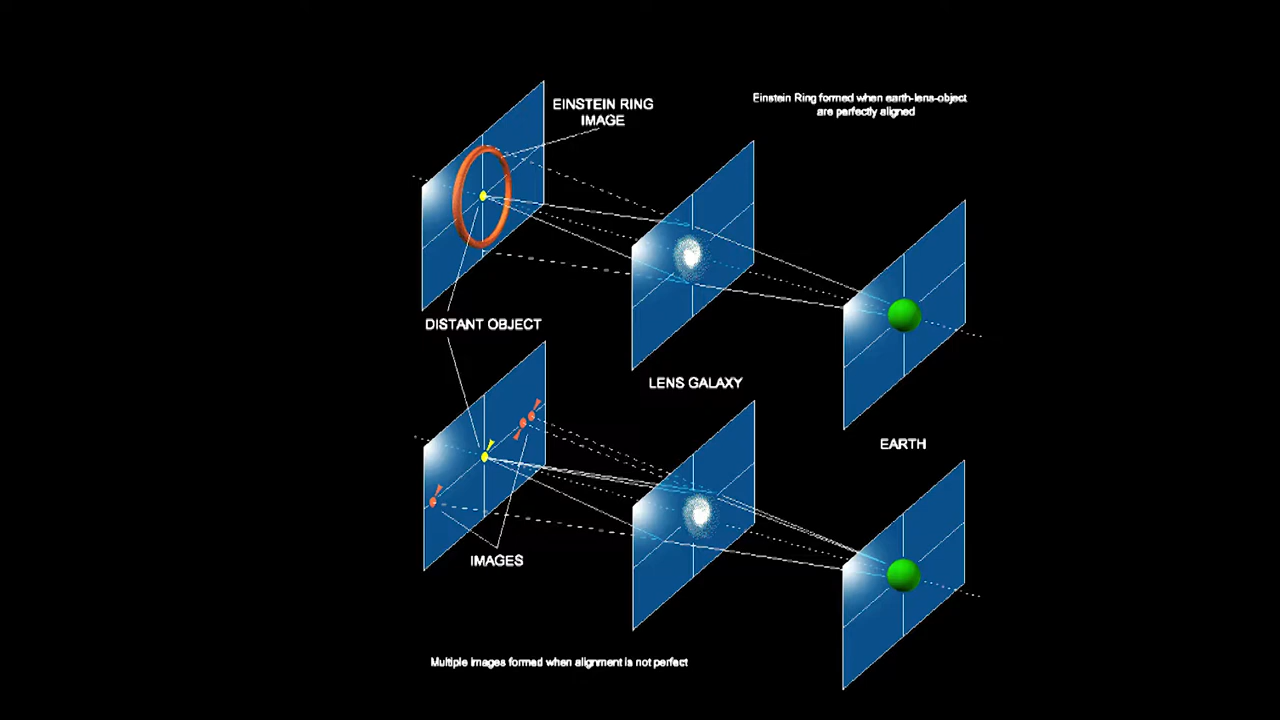 EINSTEIN RING
IMAGE
Einstein Ring formed when earth-lens-object
are perfectly aligned
DISTANT OBJECT
LENS GALAXY
EARTH
IMAGES
Multiple images formed when alignment is not perfect